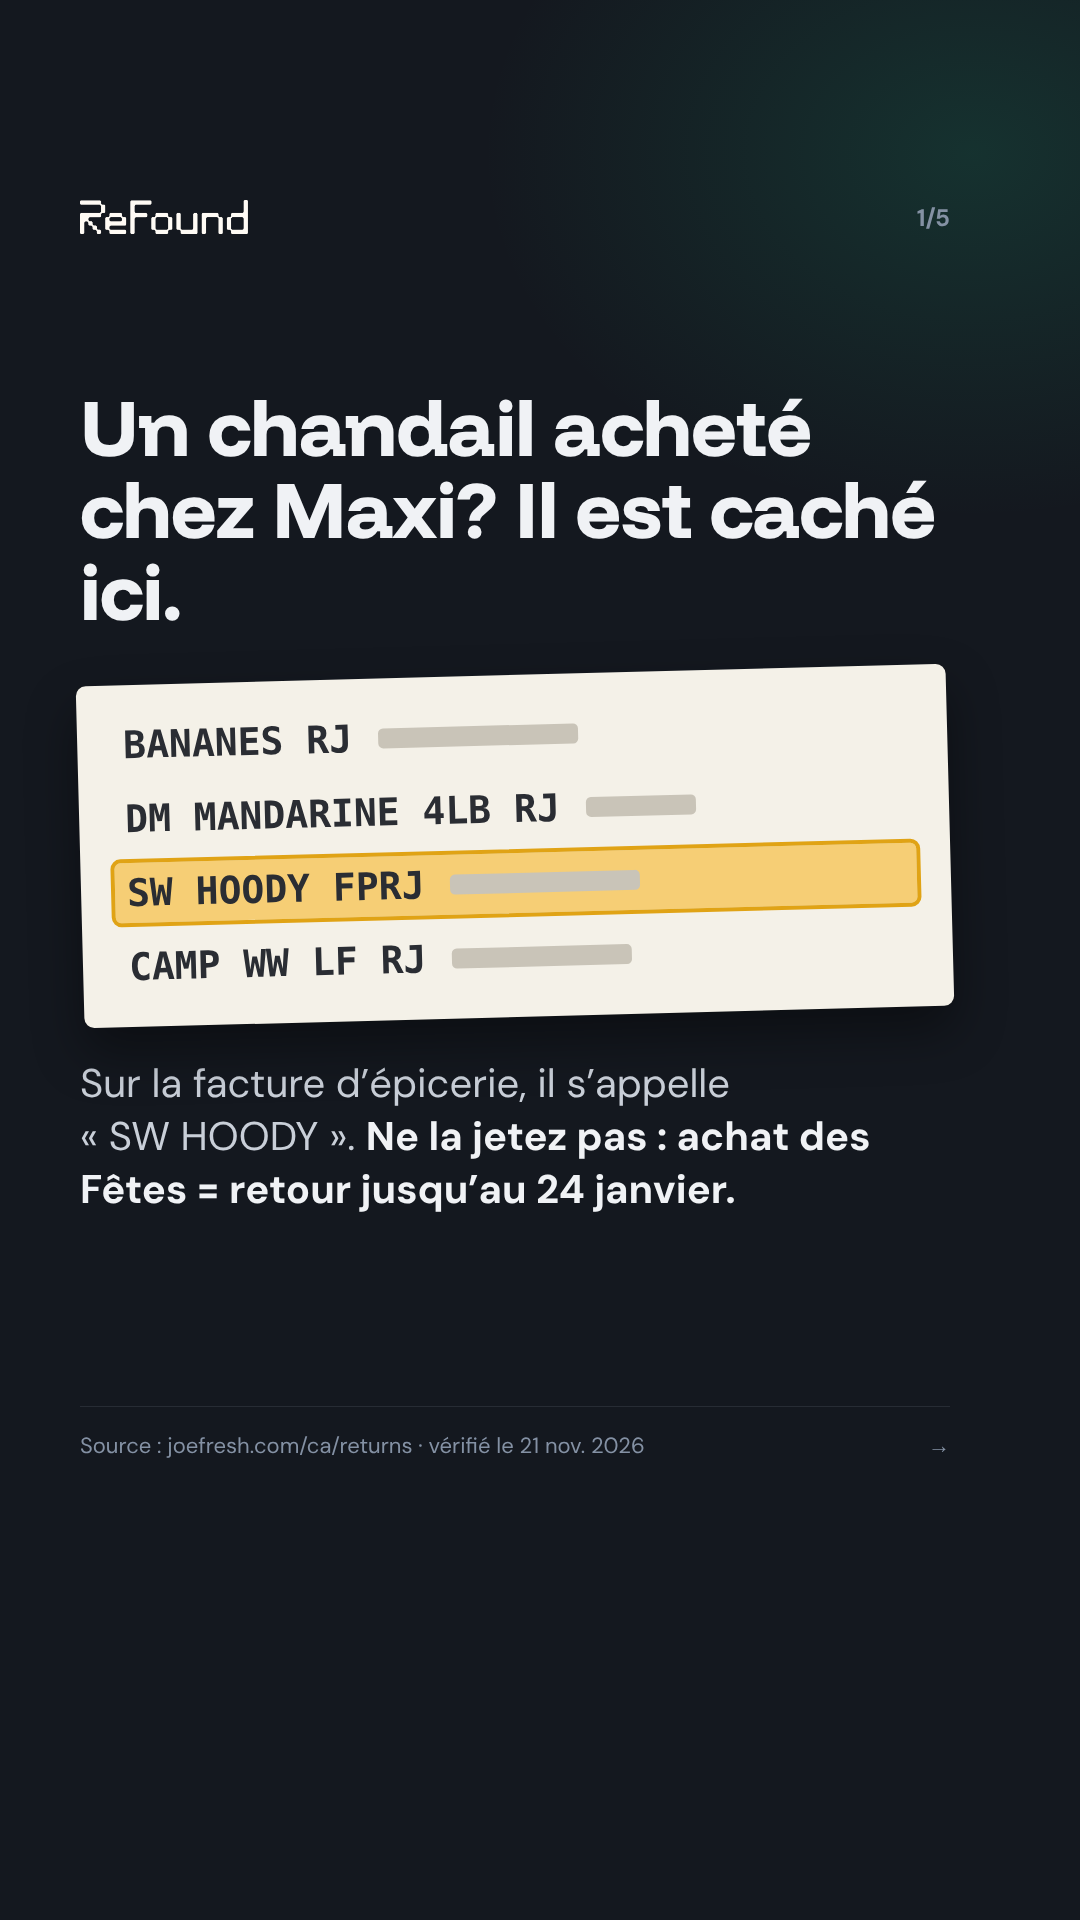 ReFound
1/5
Un chandail acheté
chez Maxi? Il est caché
ici.
BANANES RJ
DM MANDARINE 4LB RJ
SW HOODY FPRJ
CAMP WW LF RJ
Sur la facture d’épicerie, il s’appelle
« SW HOODY ». Ne la jetez pas : achat des
Fêtes = retour jusqu’au 24 janvier.
Source : joefresh.com/ca/returns · vérifié le 21 nov. 2026 →